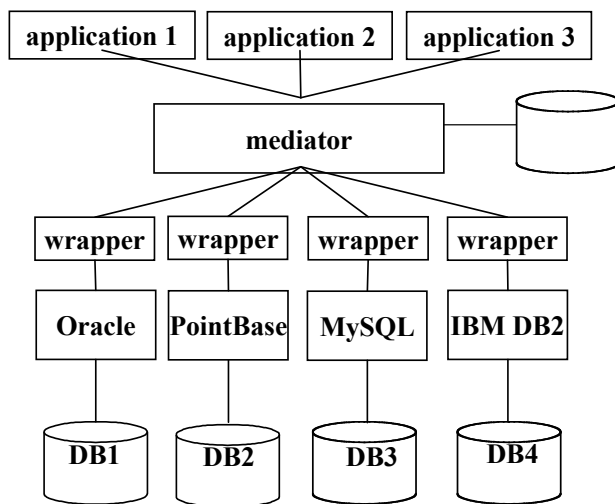 application 1 application 2 application 3
mediator
wrapper wrapper wrapper wrapper
Oracle PointBase MySQL IBM DB2
DB1 DB2 DB3 DB4